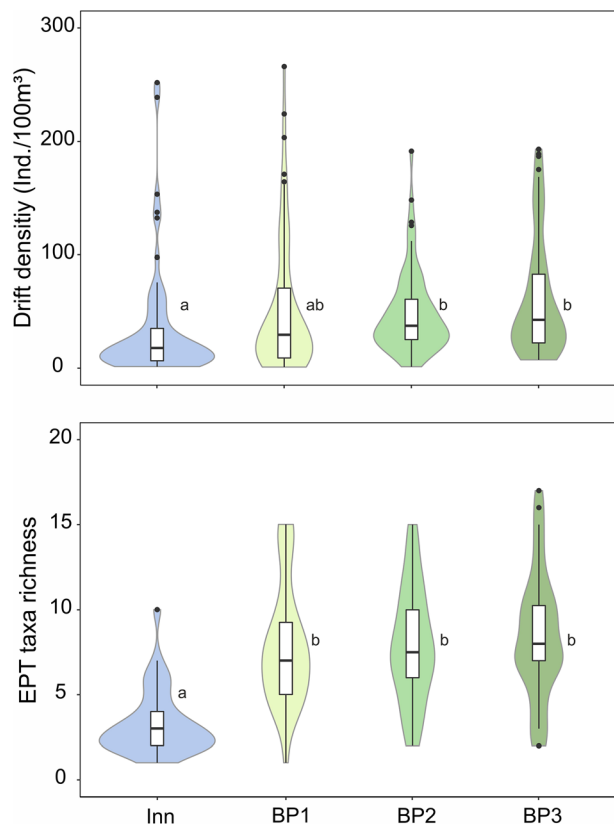 300
200
100
0
Drift densitiy (Ind./100m³)
a
ab
b
b
20
15
10
5
0
EPT taxa richness
a
b
b
b
Inn BP1 BP2 BP3